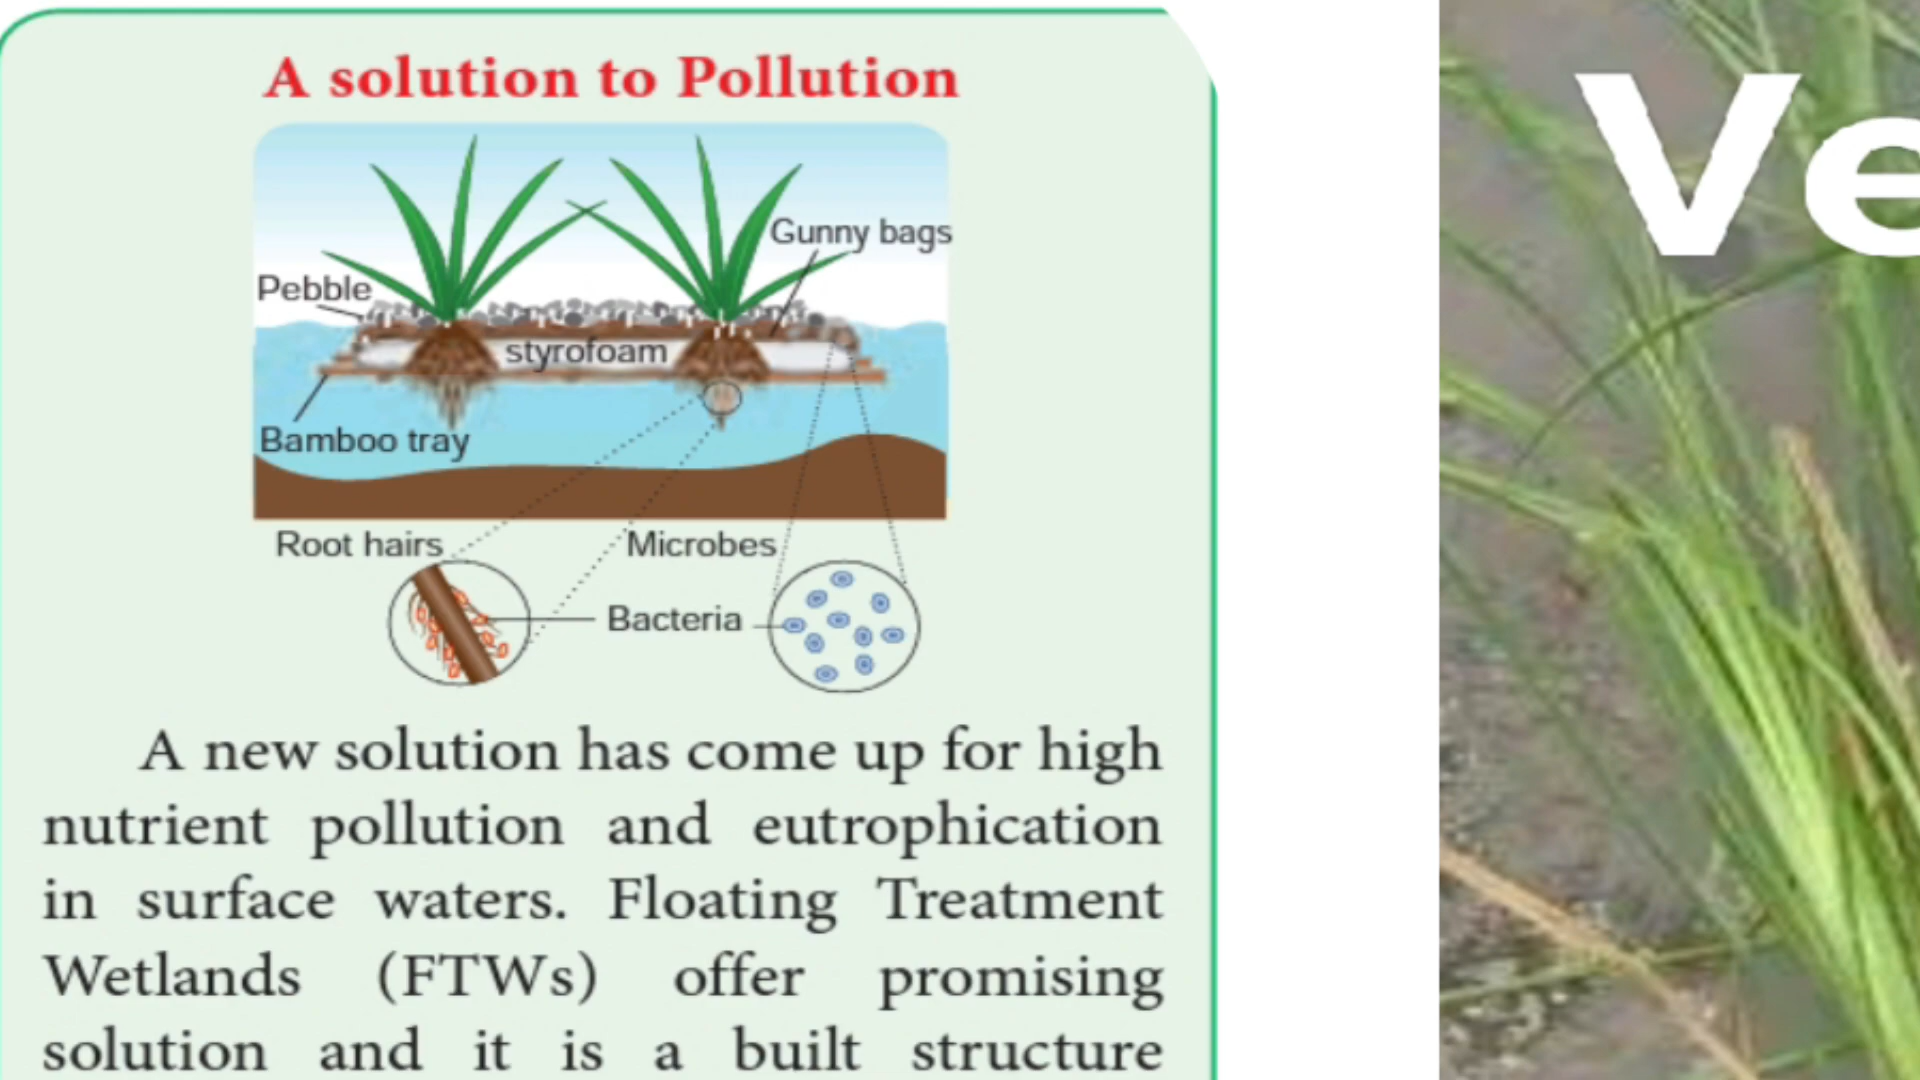 A solution to Pollution
Gunny bags
Pebble
styrofoam
Bamboo tray
Root hairs
Microbes
Bacteria
A new solution has come up for high
nutrient pollution and eutrophication
in surface waters. Floating Treatment
Wetlands (FTWs) offer promising
solution and it is a built structure
Ve